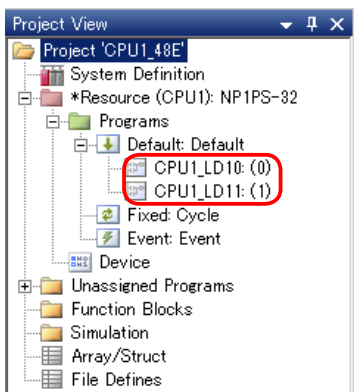 Project View
Project 'CPU1_48E'
System Definition
*Resource (CPU1): NP1PS-32
Programs
Default: Default
CPU1_LD10: (0)
CPU1_LD11: (1)
Fixed: Cycle
Event: Event
Device
Unassigned Programs
Function Blocks
Simulation
Array/Struct
File Defines